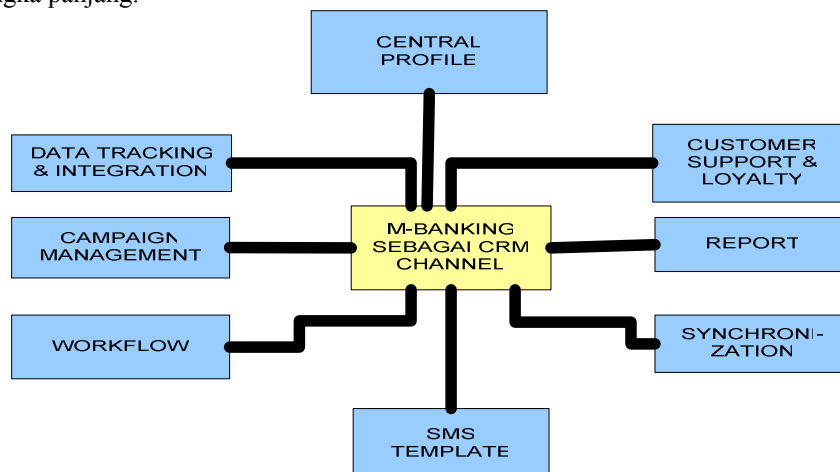 panjang.
CENTRAL
PROFILE
DATA TRACKING
& INTEGRATION
CUSTOMER
SUPPORT &
LOYALTY
M-BANKING
SEBAGAI CRM
CHANNEL
CAMPAIGN
MANAGEMENT
REPORT
WORKFLOW
SYNCHRONI-
ZATION
SMS
TEMPLATE